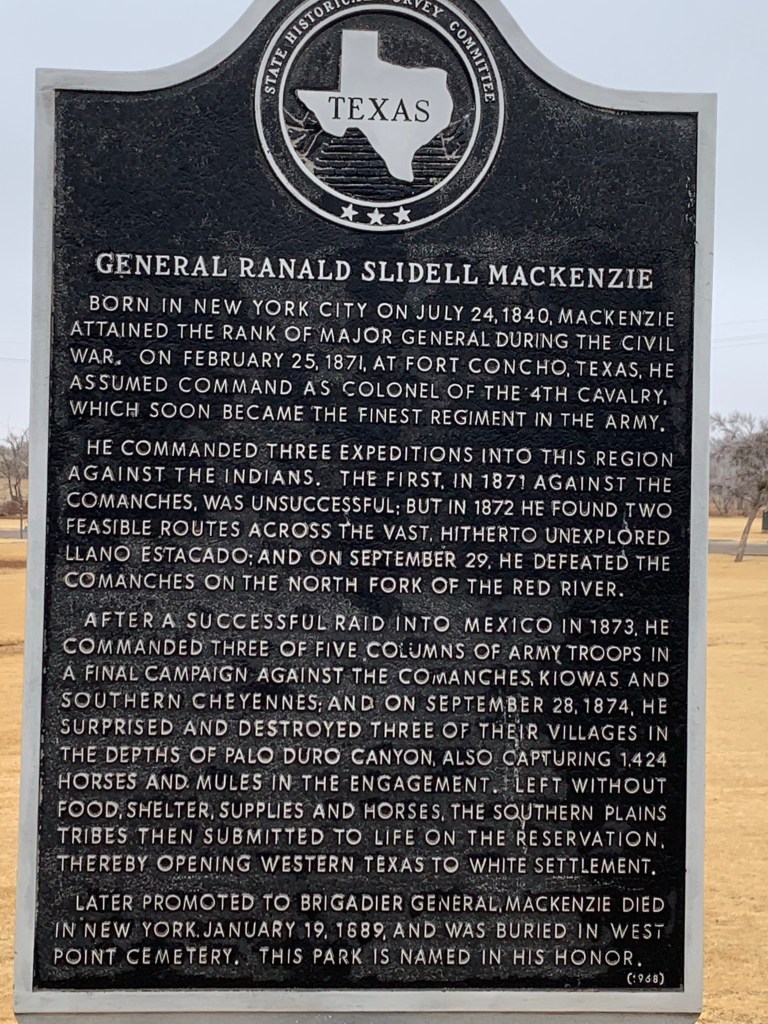 STATE HISTORICAL SURVEY COMMITTEE
TEXAS
GENERAL RANALD SLIDELL MACKENZIE
BORN IN NEW YORK CITY ON JULY 24, 1840, MACKENZIE
ATTAINED THE RANK OF MAJOR GENERAL DURING THE CIVIL
WAR. ON FEBRUARY 25, 1871, AT FORT CONCHO, TEXAS, HE
ASSUMED COMMAND AS COLONEL OF THE 4TH CAVALRY,
WHICH SOON BECAME THE FINEST REGIMENT IN THE ARMY.
HE COMMANDED THREE EXPEDITIONS INTO THIS REGION
AGAINST THE INDIANS. THE FIRST, IN 1871 AGAINST THE
COMANCHES, WAS UNSUCCESSFUL; BUT IN 1872 HE FOUND TWO
FEASIBLE ROUTES ACROSS THE VAST, HITHERTO UNEXPLORED
LLANO ESTACADO; AND ON SEPTEMBER 29, HE DEFEATED THE
COMANCHES ON THE NORTH FORK OF THE RED RIVER.
AFTER A SUCCESSFUL RAID INTO MEXICO IN 1873, HE
COMMANDED THREE OF FIVE COLUMNS OF ARMY TROOPS IN
A FINAL CAMPAIGN AGAINST THE COMANCHES, KIOWAS AND
SOUTHERN CHEYENNES; AND ON SEPTEMBER 28, 1874, HE
SURPRISED AND DESTROYED THREE OF THEIR VILLAGES IN
THE DEPTHS OF PALO DURO CANYON, ALSO CAPTURING 1,424
HORSES AND MULES IN THE ENGAGEMENT. LEFT WITHOUT
FOOD, SHELTER, SUPPLIES AND HORSES, THE SOUTHERN PLAINS
TRIBES THEN SUBMITTED TO LIFE ON THE RESERVATION,
THEREBY OPENING WESTERN TEXAS TO WHITE SETTLEMENT.
LATER PROMOTED TO BRIGADIER GENERAL, MACKENZIE DIED
IN NEW YORK, JANUARY 19, 1889, AND WAS BURIED IN WEST
POINT CEMETERY. THIS PARK IS NAMED IN HIS HONOR.
(1968)